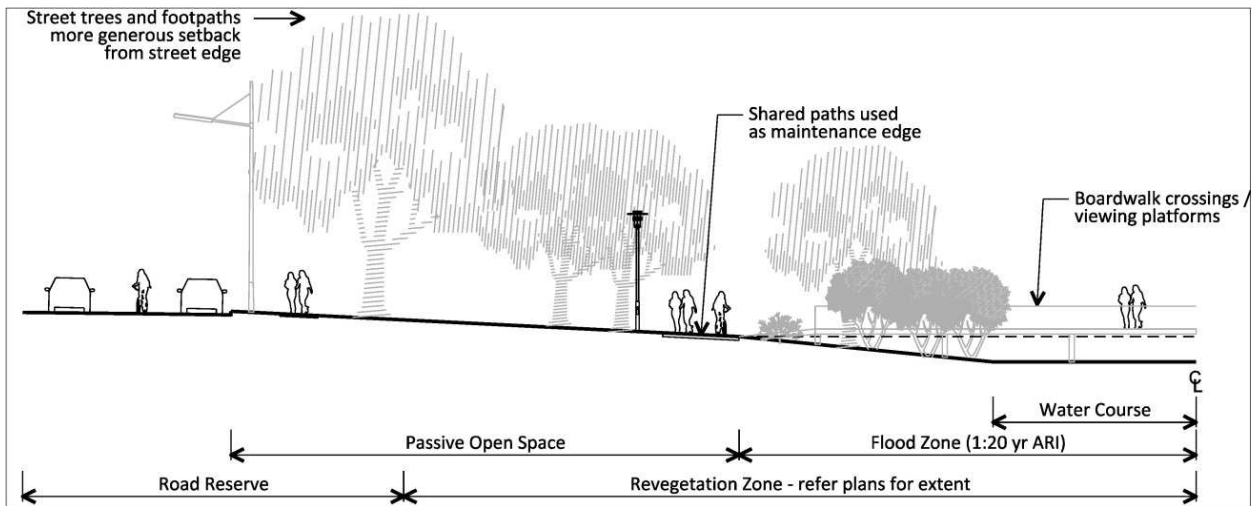 Street trees and footpaths
more generous setback
from street edge
Shared paths used
as maintenance edge
Boardwalk crossings /
viewing platforms
℄
Water Course
Passive Open Space
Flood Zone (1:20 yr ARI)
Road Reserve
Revegetation Zone - refer plans for extent